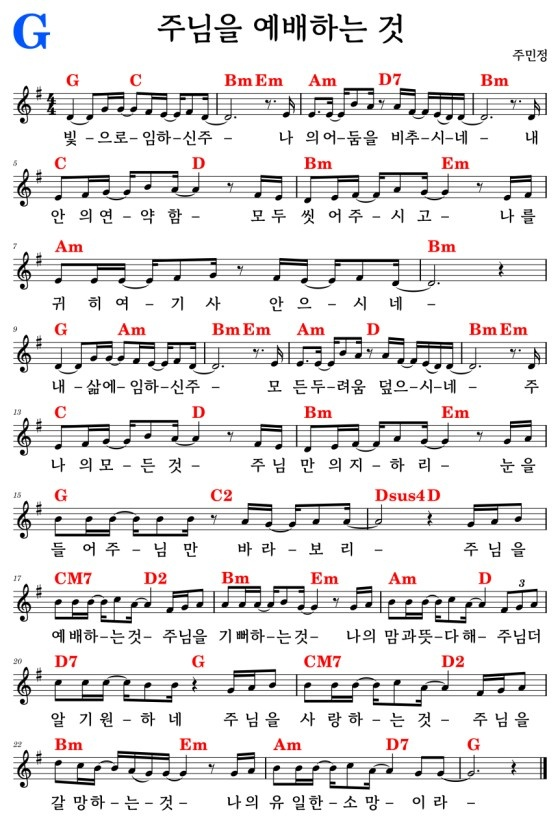 G
주님을 예배하는 것
주민정
G C Bm Em Am D7 Bm
빛 – 으로 – 임하 – 신주 – 나 의어둠을 비추 – 시 – 네 – 내
5
C D Bm Em
안 의 연 – 약 함 – 모두 씻 어 주 – 시 고 – 나를
7
Am Bm
귀 히 여 – 기 사 안 으 – 시 네 –
9
G Am Bm Em Am D Bm Em
내 – 삶에 – 임하 – 신주 – 모 든두 – 려움 덮으 – 시 – 네 – 주
13
C D Bm Em
나 의 모 – 든 것 – 주님 만 의 지 – 하 리 – 눈을
15
G C2 Dsus4 D
들 어 주 – 님 만 바 라 – 보 리 – 주 님 을
17
CM7 D2 Bm Em Am D
3
예배하 – 는것 – 주님을 기뻐하 – 는것 – 나의 맘과뜻 – 다해 – 주님더
20
D7 G CM7 D2
알 기 원 – 하 네 주 님 을 사 랑 하 – 는 것 – 주 님 을
22
Bm Em Am D7 G
갈 망하 – 는 – 것 – 나의 유 일한 – 소 망 – 이 라 –